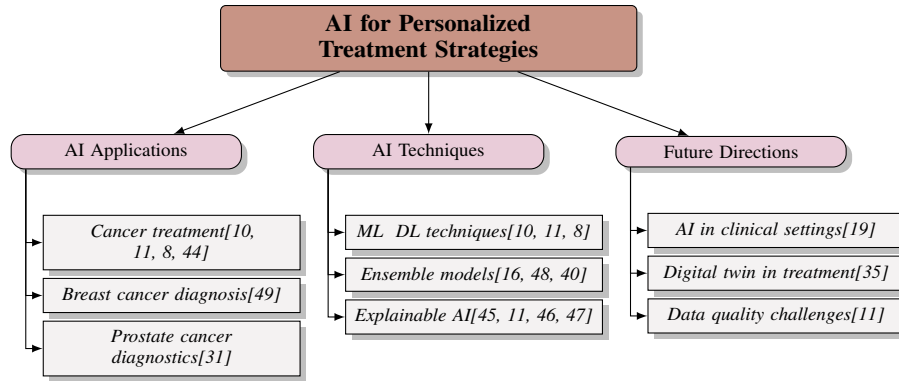 AI for Personalized
Treatment Strategies
AI Applications
Cancer treatment[10,
11, 8, 44]
Breast cancer diagnosis[49]
Prostate cancer
diagnostics[31]
AI Techniques
ML DL techniques[10, 11, 8]
Ensemble models[16, 48, 40]
Explainable AI[45, 11, 46, 47]
Future Directions
AI in clinical settings[19]
Digital twin in treatment[35]
Data quality challenges[11]